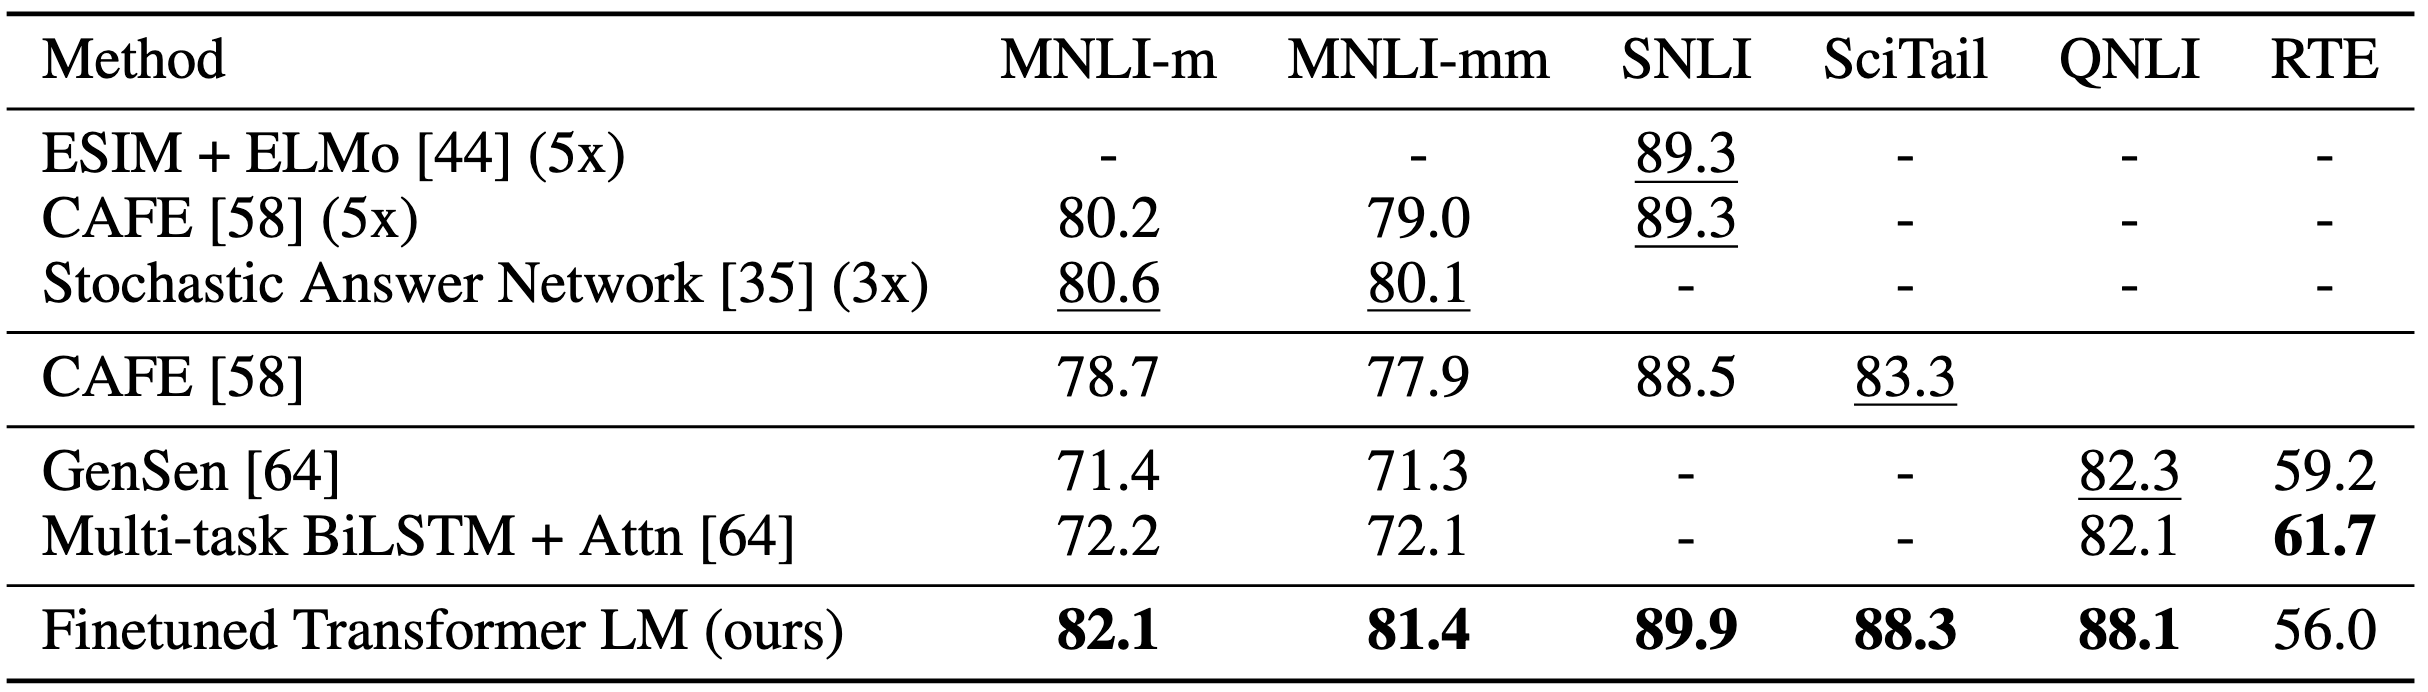 Method MNLI-m MNLI-mm SNLI SciTail QNLI RTE
ESIM + ELMo [44] (5x) - - 89.3 - - -
CAFE [58] (5x) 80.2 79.0 89.3 - - -
Stochastic Answer Network [35] (3x) 80.6 80.1 - - - -
CAFE [58] 78.7 77.9 88.5 83.3
GenSen [64] 71.4 71.3 - - 82.3 59.2
Multi-task BiLSTM + Attn [64] 72.2 72.1 - - 82.1 61.7
Finetuned Transformer LM (ours) 82.1 81.4 89.9 88.3 88.1 56.0